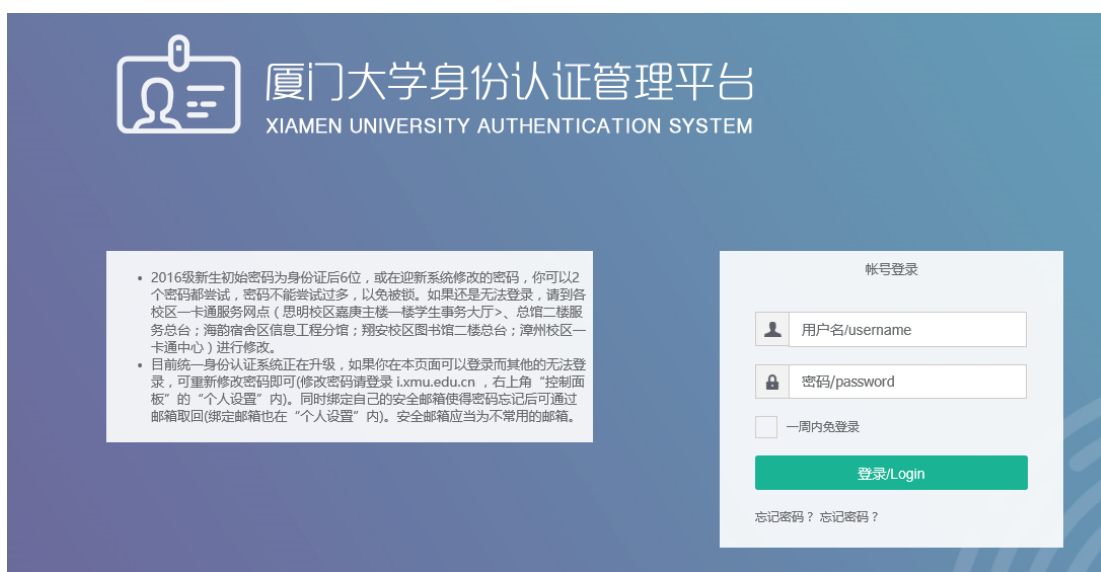 厦门大学身份认证管理平台
XIAMEN UNIVERSITY AUTHENTICATION SYSTEM
• 2016级新生初始密码为身份证后6位，或在迎新系统修改的密码，你可以2
个密码都尝试，密码不能尝试过多，以免被锁。如果还是无法登录，请到各
校区一卡通服务网点（思明校区嘉庚主楼一楼学生事务大厅>、总馆二楼服
务总台；海韵宿舍区信息工程分馆；翔安校区图书馆二楼总台；漳州校区一
卡通中心）进行修改。
• 目前统一身份认证系统正在升级，如果你在本页面可以登录而其他的无法登
录，可重新修改密码即可(修改密码请登录 i.xmu.edu.cn ，右上角“控制面
板”的“个人设置”内)。同时绑定自己的安全邮箱使得密码忘记后可通过
邮箱取回(绑定邮箱也在“个人设置”内)。安全邮箱应当为不常用的邮箱。
帐号登录
用户名/username
密码/password
一周内免登录
登录/Login
忘记密码？ 忘记密码？